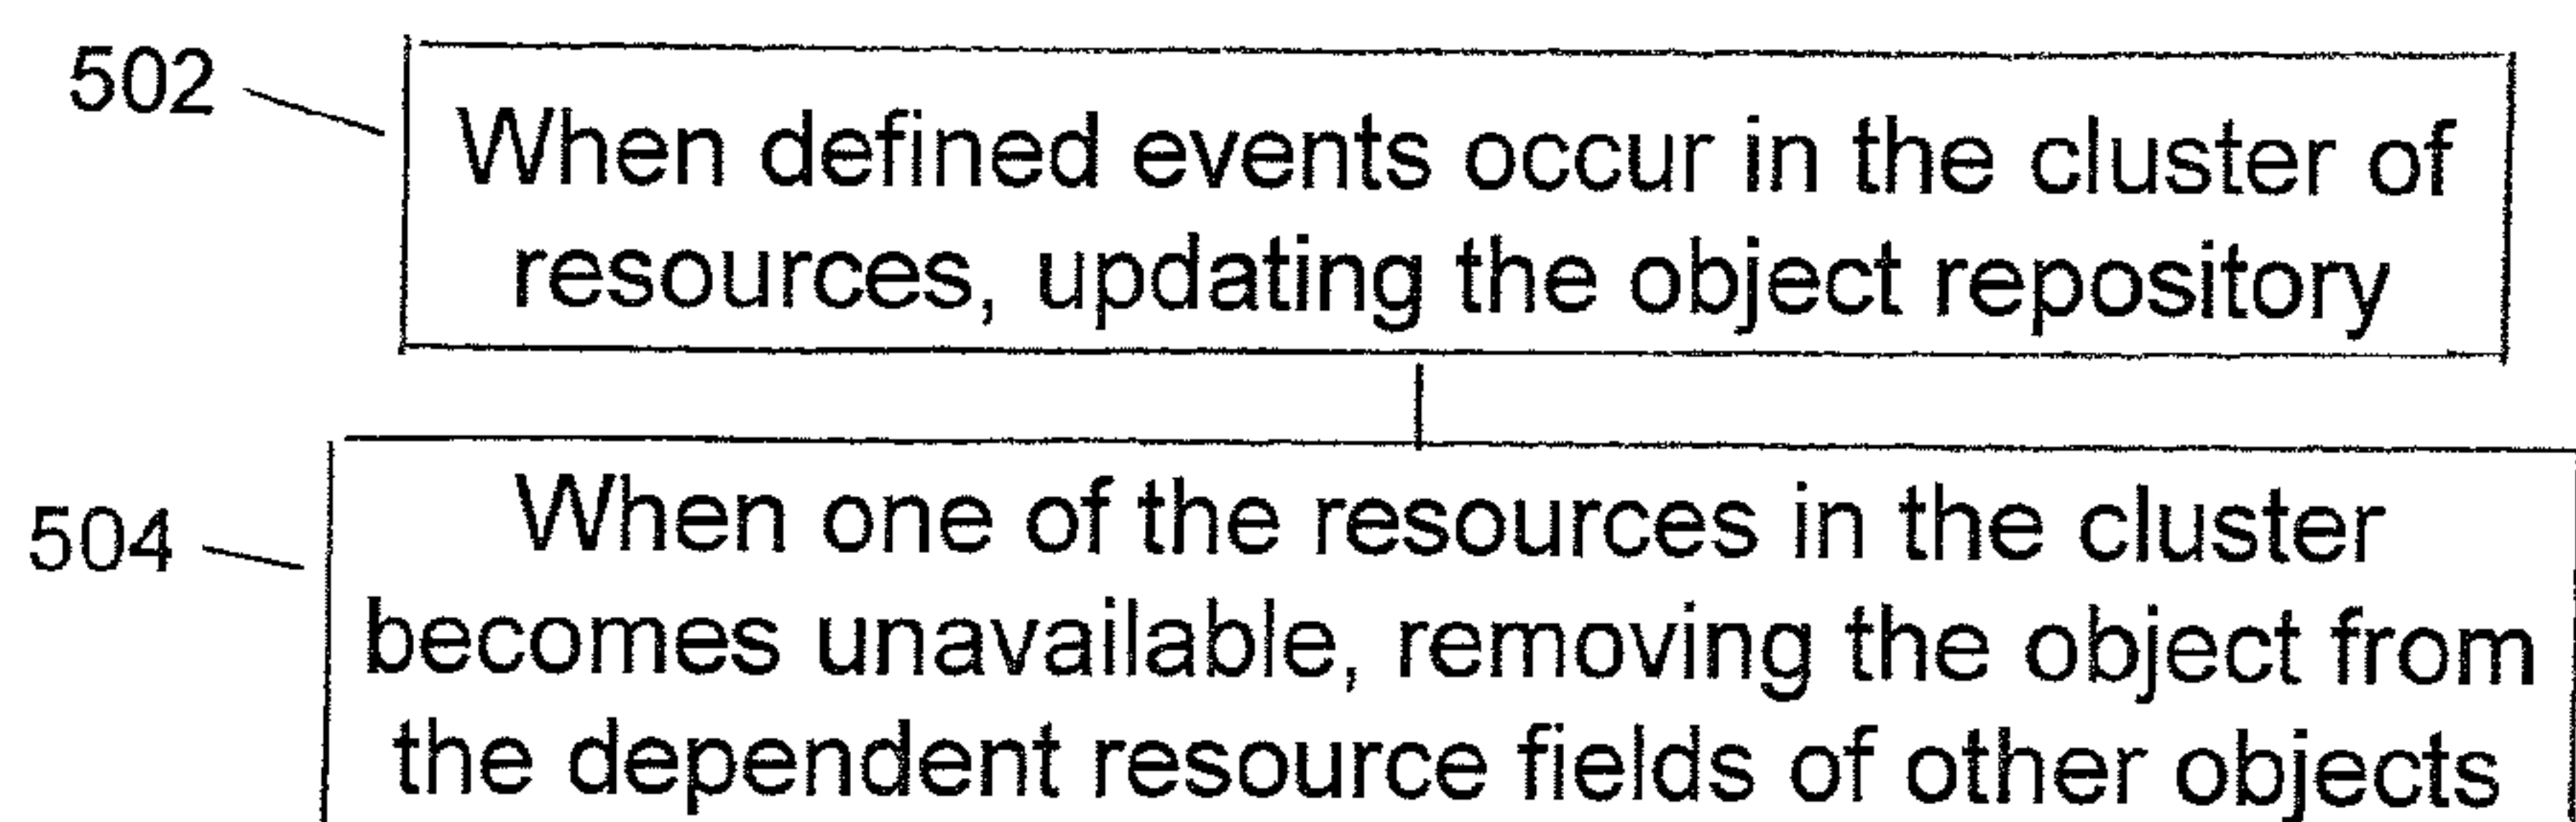 502
When defined events occur in the cluster of
resources, updating the object repository
504
When one of the resources in the cluster
becomes unavailable, removing the object from
the dependent resource fields of other objects